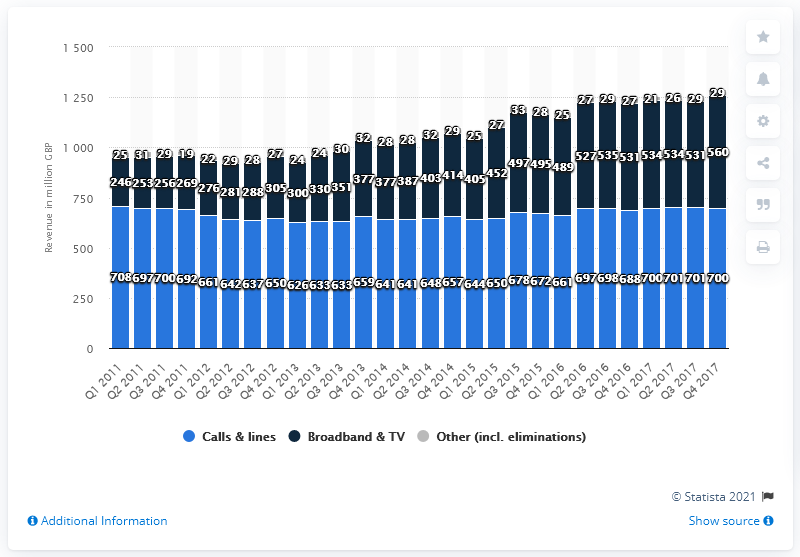 1 500
1 250
1 000
750
500
250
0
Revenue in million GBP
25 31 29 19 22 29 28 27 24 24 30 32 28 28 32 29 25 27 33 28 25 27 29 27 21 26 29 29
246 253 256 269 276 281 288 305 300 330 351 377 377 387 403 414 405 452 497 495 489 527 535 531 534 534 531 560
708 697 700 692 661 642 637 650 626 633 633 659 641 641 648 657 644 650 678 672 661 697 698 688 700 701 701 700
Q1 2011 Q2 2011 Q3 2011 Q4 2011 Q1 2012 Q2 2012 Q3 2012 Q4 2012 Q1 2013 Q2 2013 Q3 2013 Q4 2013 Q1 2014 Q2 2014 Q3 2014 Q4 2014 Q1 2015 Q2 2015 Q3 2015 Q4 2015 Q1 2016 Q2 2016 Q3 2016 Q4 2016 Q1 2017 Q2 2017 Q3 2017 Q4 2017
Calls & lines Broadband & TV Other (incl. eliminations)
© Statista 2021
Additional Information Show source